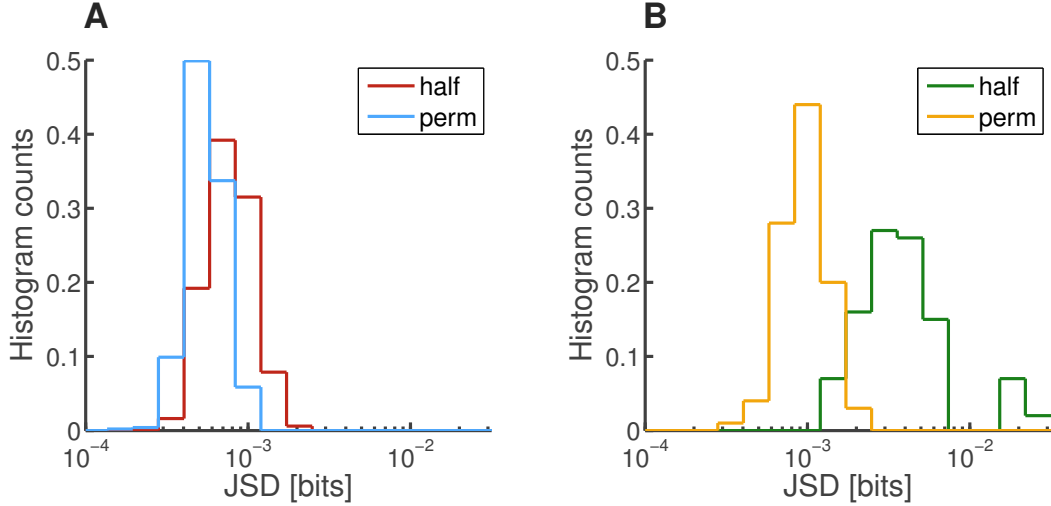 A
0.5
0.4
0.3
0.2
0.1
0
Histogram counts
half
perm
10⁻⁴
10⁻³
10⁻²
JSD [bits]
B
0.5
0.4
0.3
0.2
0.1
0
Histogram counts
half
perm
10⁻⁴
10⁻³
10⁻²
JSD [bits]